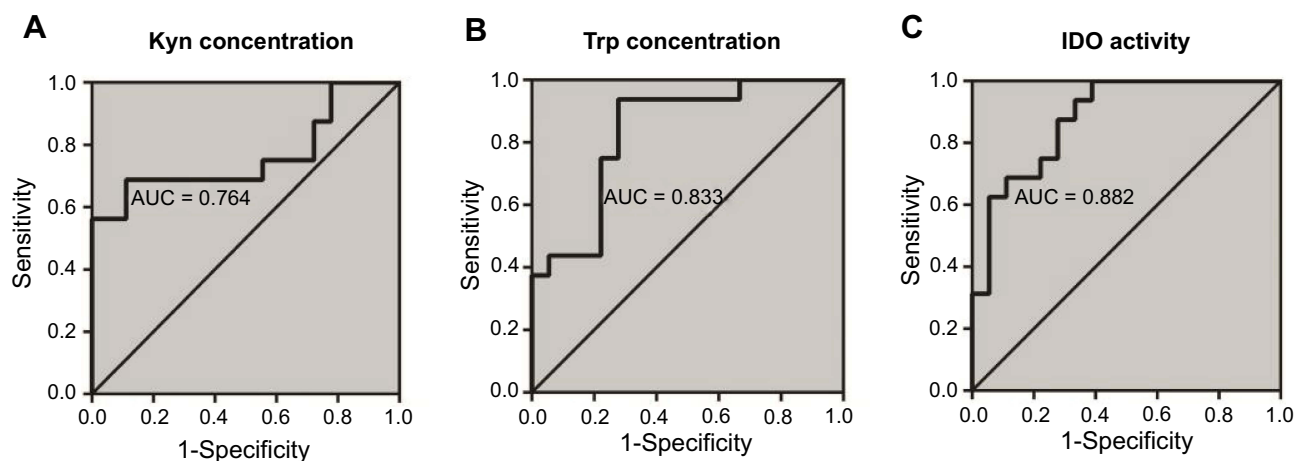 A
Kyn concentration
1.0
0.8
0.6
0.4
0.2
0.0
Sensitivity
AUC = 0.764
0.0 0.2 0.4 0.6 0.8 1.0
1-Specificity
B
Trp concentration
1.0
0.8
0.6
0.4
0.2
0.0
Sensitivity
AUC = 0.833
0.0 0.2 0.4 0.6 0.8 1.0
1-Specificity
C
IDO activity
1.0
0.8
0.6
0.4
0.2
0.0
Sensitivity
AUC = 0.882
0.0 0.2 0.4 0.6 0.8 1.0
1-Specificity